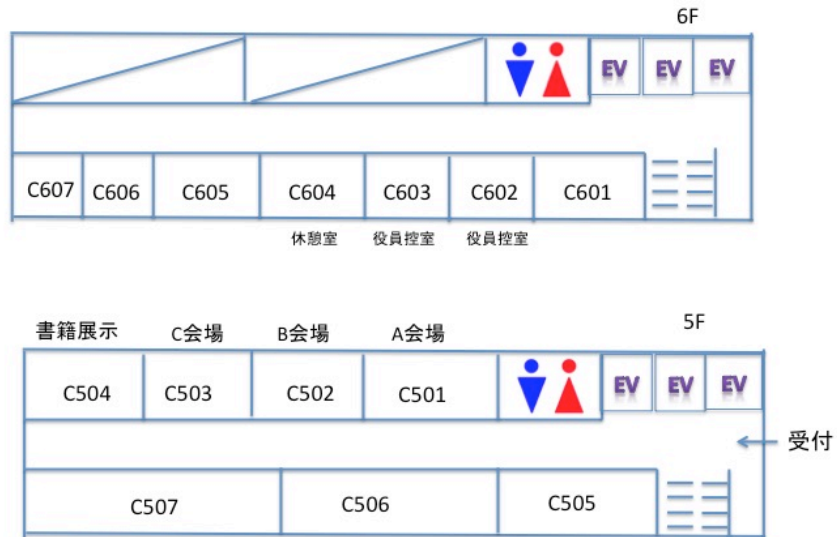 6F
EV EV EV
C607 C606 C605 C604 C603 C602 C601
休憩室 役員控室 役員控室
書籍展示 C会場 B会場 A会場 5F
C504 C503 C502 C501 EV EV EV
受付
C507 C506 C505